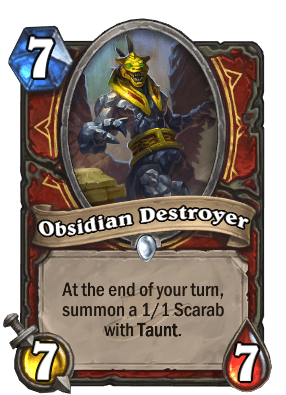 7
Obsidian Destroyer
At the end of your turn,
summon a 1/1 Scarab
with Taunt.
7
7